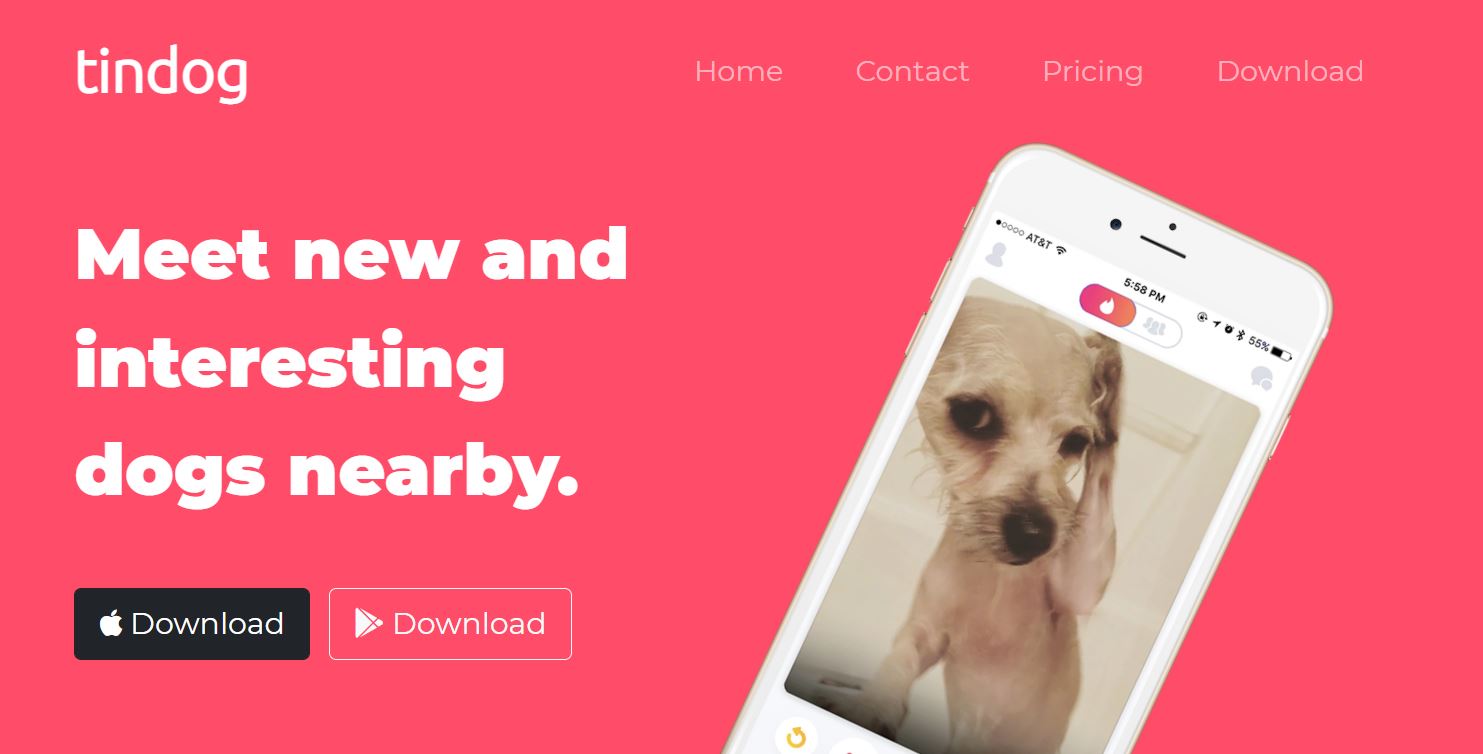 tindog
Home Contact Pricing Download
Meet new and
interesting
dogs nearby.
Download Download
AT&T
5:58 PM
55%